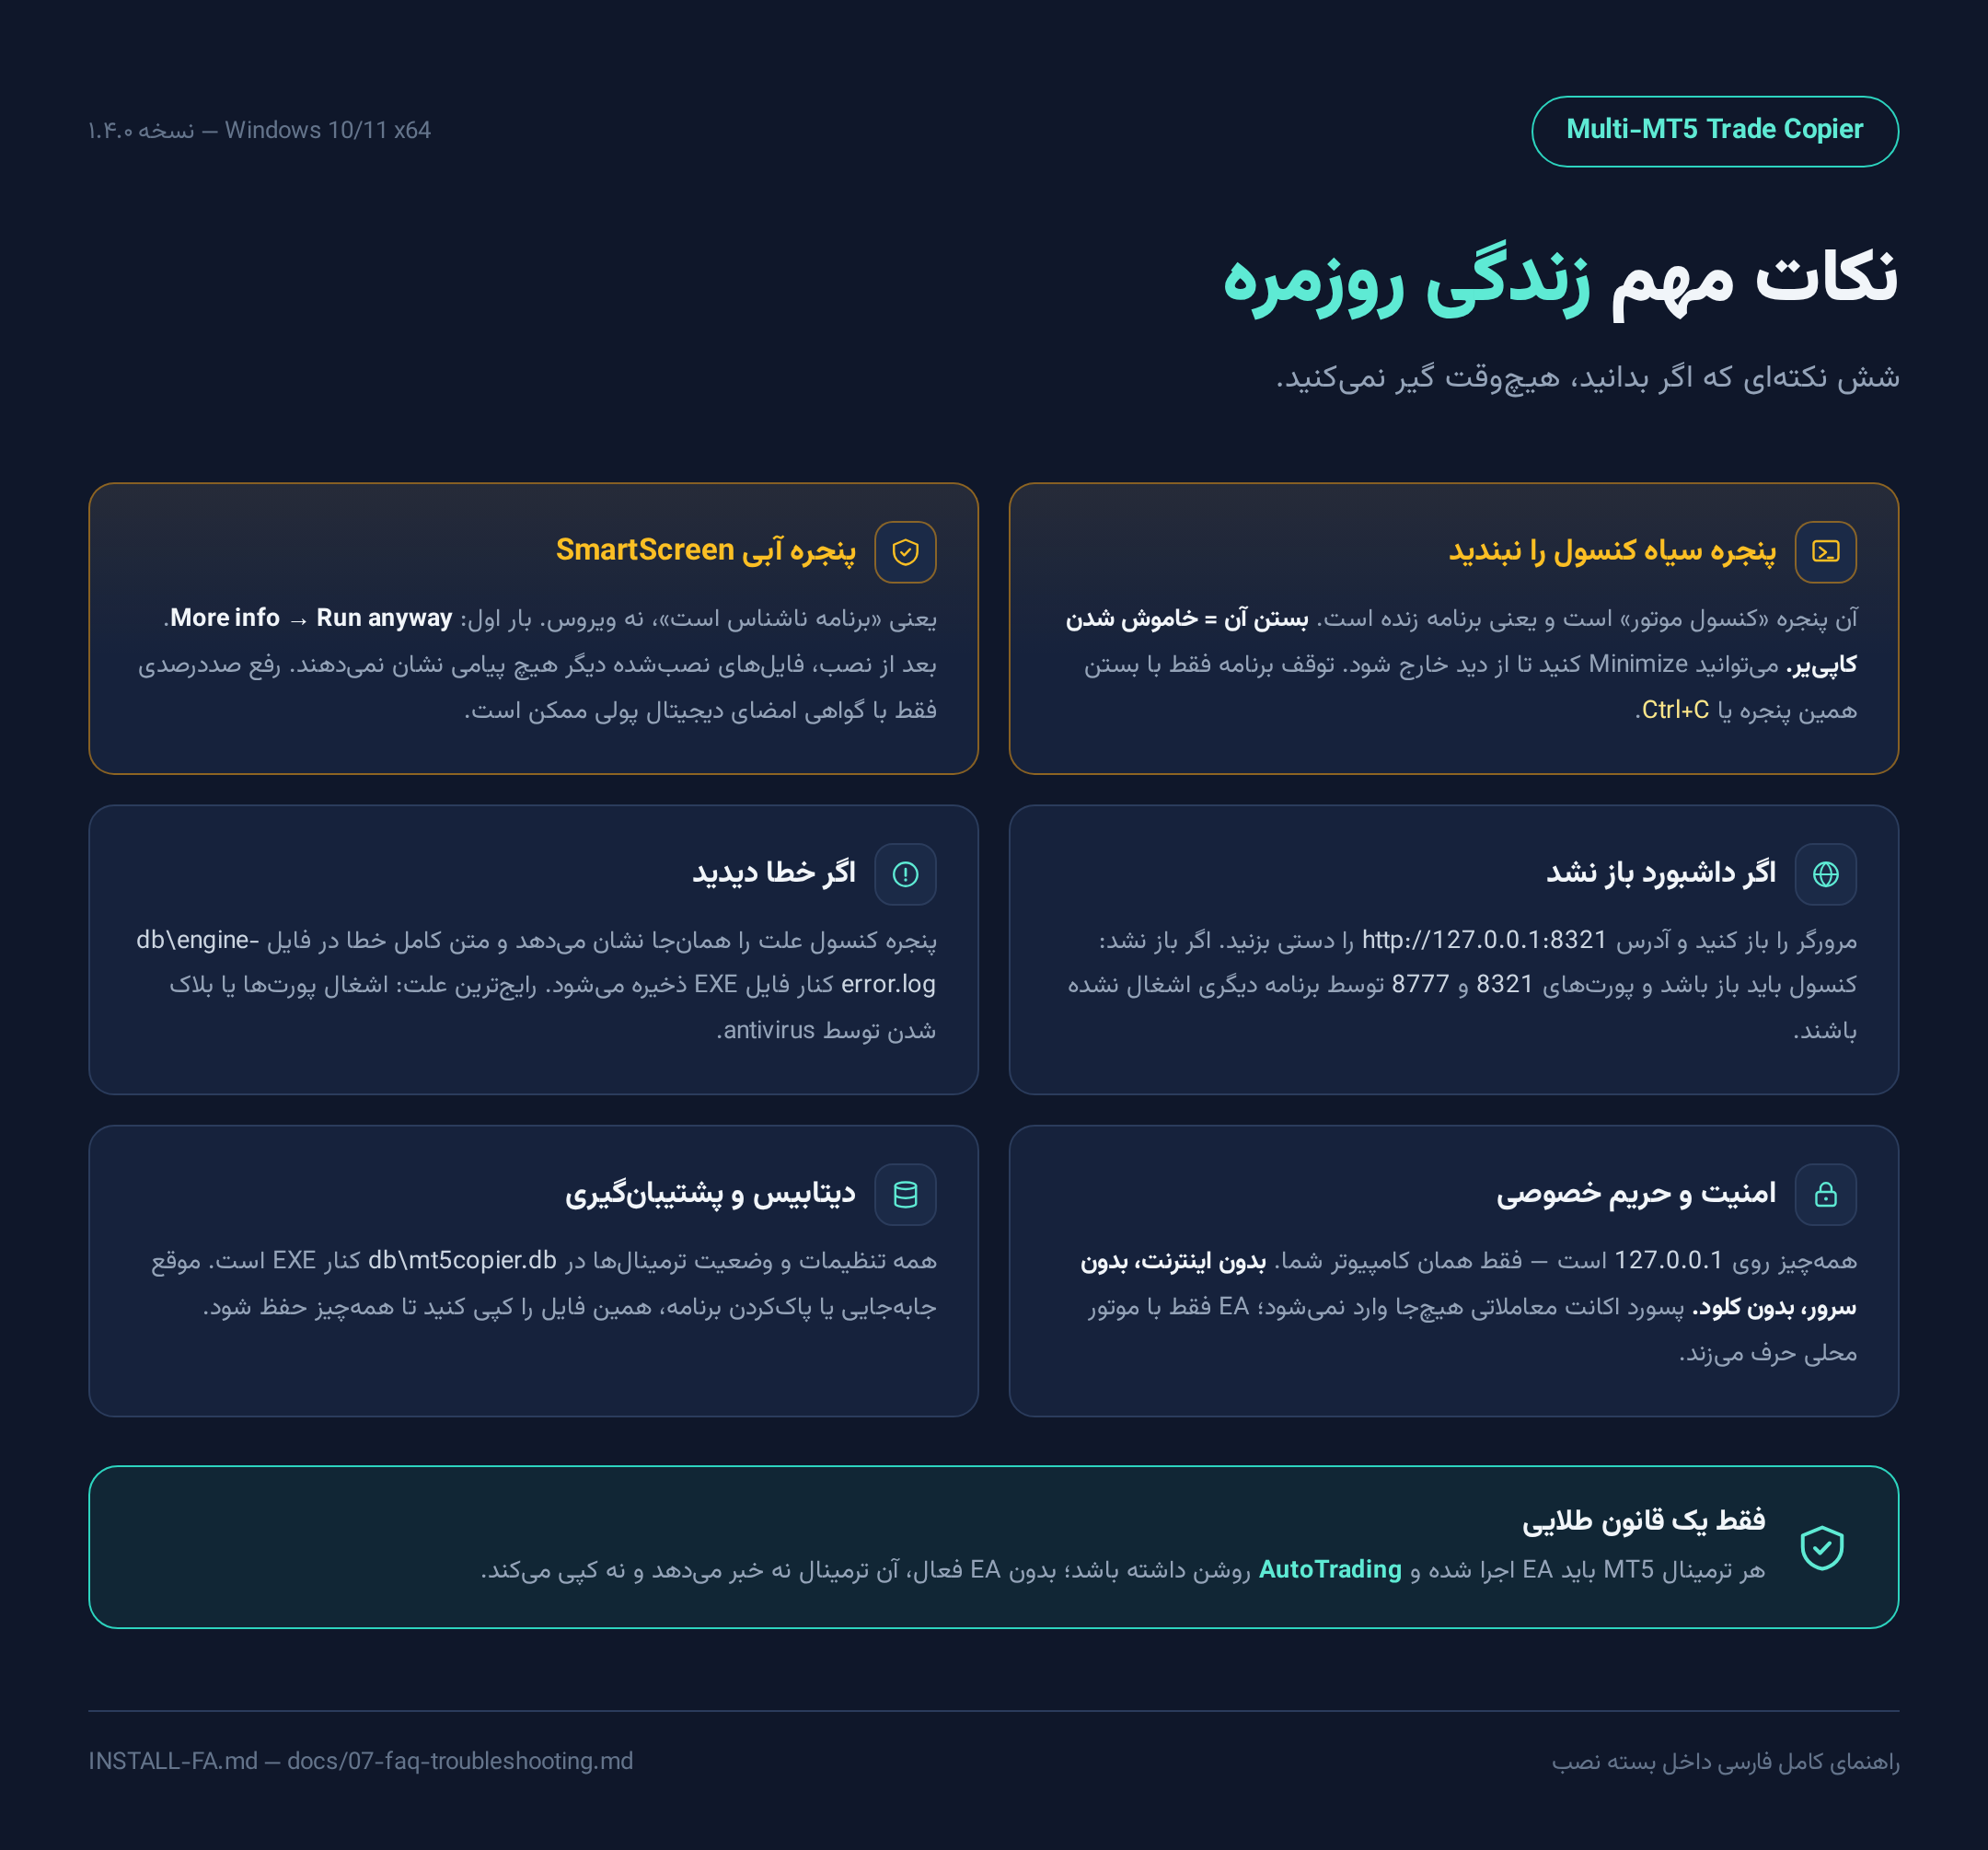 Multi-MT5 Trade Copier
نسخه ۱.۴.۰ — Windows 10/11 x64
نکات مهم زندگی روزمره
شش نکته‌ای که اگر بدانید، هیچ‌وقت گیر نمی‌کنید.
پنجره سیاه کنسول را نبندید
آن پنجره «کنسول موتور» است و یعنی برنامه زنده است. بستن آن = خاموش شدن
کاپی‌یر. می‌توانید Minimize کنید تا از دید خارج شود. توقف برنامه فقط با بستن
همین پنجره یا Ctrl+C.
پنجره آبی SmartScreen
یعنی «برنامه ناشناس است»، نه ویروس. بار اول: More info → Run anyway.
بعد از نصب، فایل‌های نصب‌شده دیگر هیچ پیامی نشان نمی‌دهند. رفع صددرصدی
فقط با گواهی امضای دیجیتال پولی ممکن است.
اگر داشبورد باز نشد
مرورگر را باز کنید و آدرس http://127.0.0.1:8321 را دستی بزنید. اگر باز نشد:
کنسول باید باز باشد و پورت‌های 8321 و 8777 توسط برنامه دیگری اشغال نشده
باشند.
اگر خطا دیدید
پنجره کنسول علت را همان‌جا نشان می‌دهد و متن کامل خطا در فایل db\engine-
error.log کنار فایل EXE ذخیره می‌شود. رایج‌ترین علت: اشغال پورت‌ها یا بلاک
شدن توسط antivirus.
امنیت و حریم خصوصی
همه‌چیز روی 127.0.0.1 است — فقط همان کامپیوتر شما. بدون اینترنت، بدون
سرور، بدون کلود. پسورد اکانت معاملاتی هیچ‌جا وارد نمی‌شود؛ EA فقط با موتور
محلی حرف می‌زند.
دیتابیس و پشتیبان‌گیری
همه تنظیمات و وضعیت ترمینال‌ها در db\mt5copier.db کنار EXE است. موقع
جابه‌جایی یا پاک‌کردن برنامه، همین فایل را کپی کنید تا همه‌چیز حفظ شود.
فقط یک قانون طلایی
هر ترمینال MT5 باید EA اجرا شده و AutoTrading روشن داشته باشد؛ بدون EA فعال، آن ترمینال نه خبر می‌دهد و نه کپی می‌کند.
راهنمای کامل فارسی داخل بسته نصب
INSTALL-FA.md — docs/07-faq-troubleshooting.md